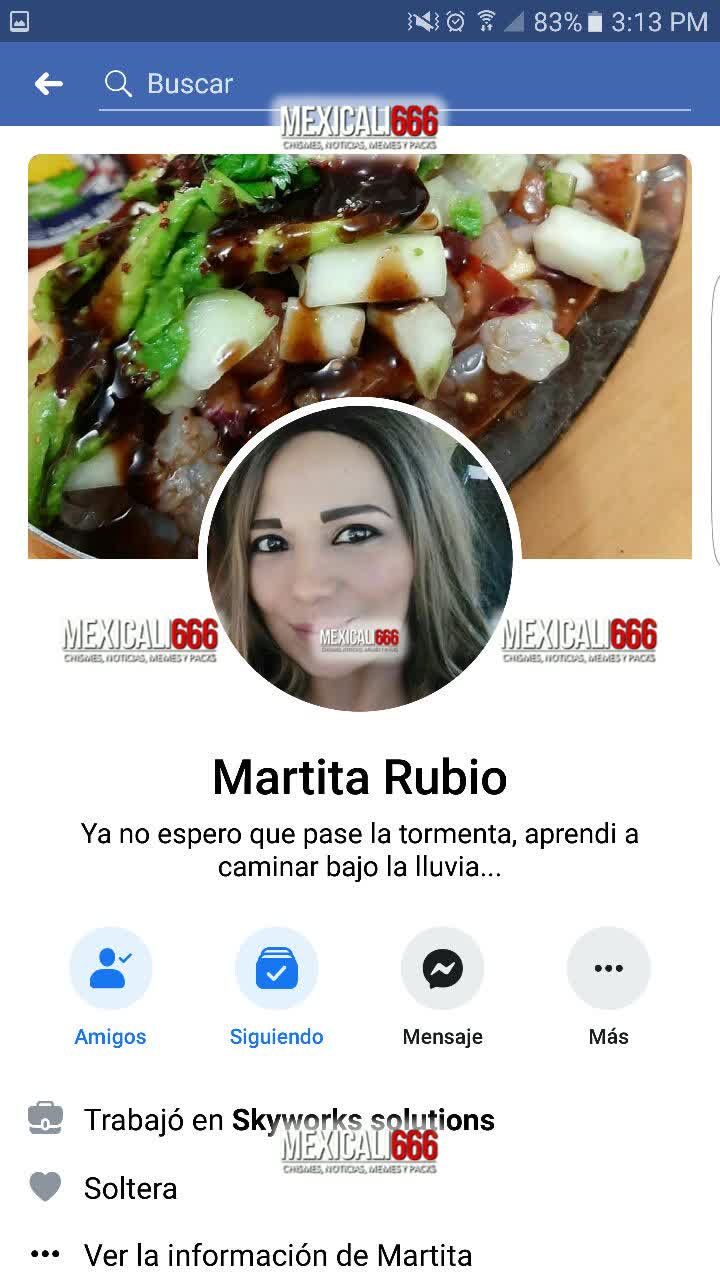 83% 3:13 PM
Buscar
MEXICALI666
CHISMES, NOTICIAS, MEMES Y PACKS
MEXICALI666
CHISMES, NOTICIAS, MEMES Y PACKS
MEXICALI666
CHISMES, NOTICIAS, MEMES Y PACKS
MEXICALI666
CHISMES, NOTICIAS, MEMES Y PACKS
Martita Rubio
Ya no espero que pase la tormenta, aprendi a
caminar bajo la lluvia...
Amigos
Siguiendo
Mensaje
Más
Trabajó en Skyworks solutions
MEXICALI666
CHISMES, NOTICIAS, MEMES Y PACKS
Soltera
Ver la información de Martita